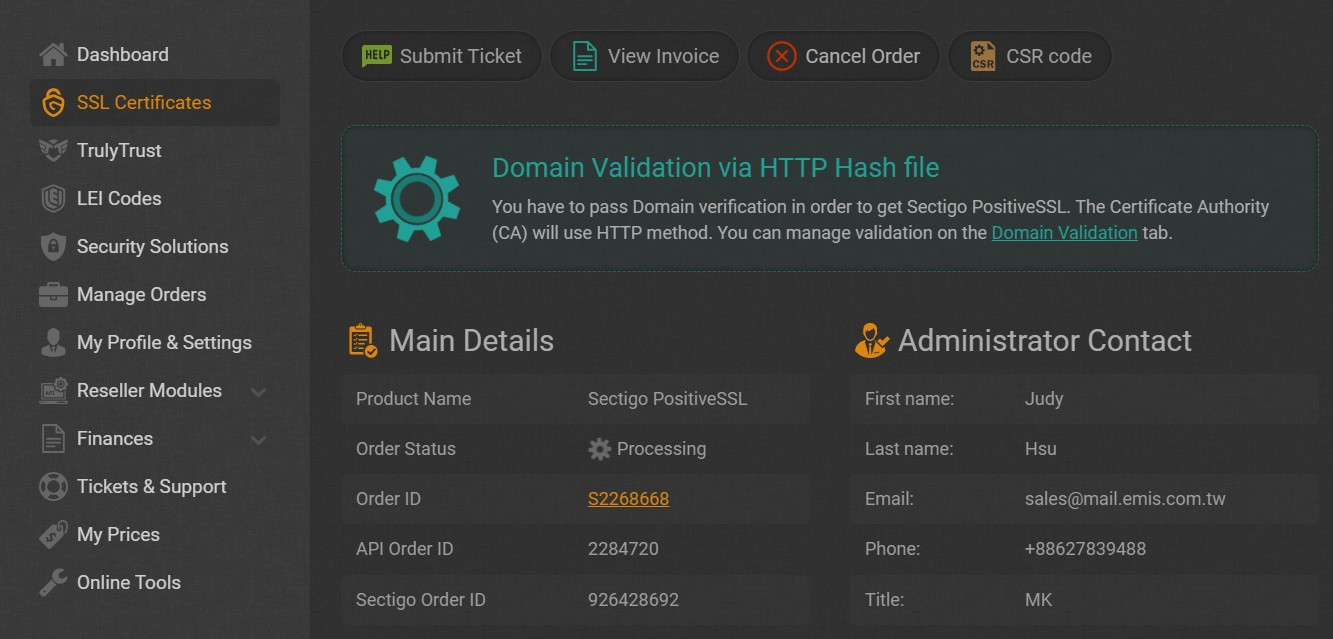 Dashboard
SSL Certificates
TrulyTrust
LEI Codes
Security Solutions
Manage Orders
My Profile & Settings
Reseller Modules
Finances
Tickets & Support
My Prices
Online Tools
HELP Submit Ticket
View Invoice
Cancel Order
CSR CSR code
Domain Validation via HTTP Hash file
You have to pass Domain verification in order to get Sectigo PositiveSSL. The Certificate Authority
(CA) will use HTTP method. You can manage validation on the Domain Validation tab.
Main Details
Product Name Sectigo PositiveSSL
Order Status Processing
Order ID S2268668
API Order ID 2284720
Sectigo Order ID 926428692
Administrator Contact
First name: Judy
Last name: Hsu
Email: sales@mail.emis.com.tw
Phone: +88627839488
Title: MK